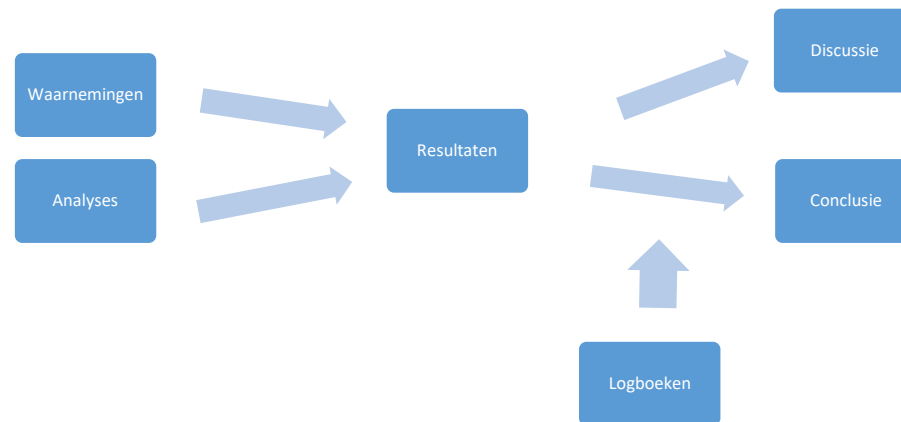 Waarnemingen
Analyses
Resultaten
Discussie
Conclusie
Logboeken